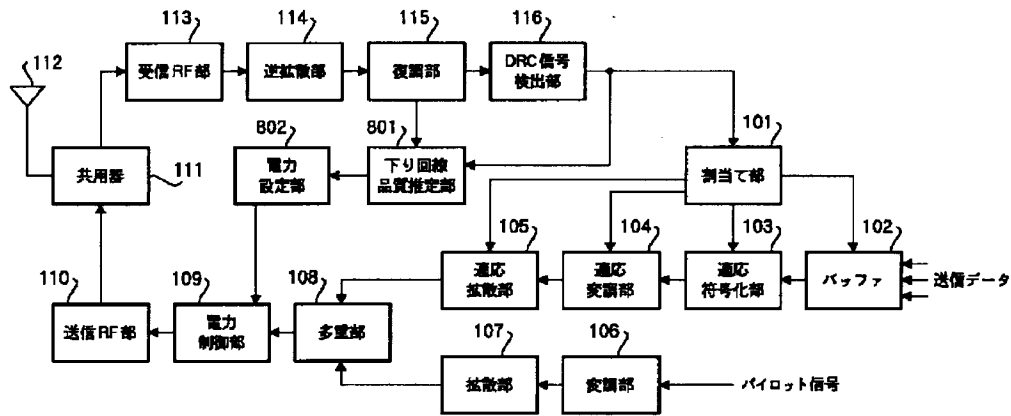 113
114
115
116
112
受信RF部
逆拡散部
復調部
DRC信号
検出部
802
801
101
共用器
111
電力
設定部
下り回線
品質推定部
割当て部
105
104
103
102
110
109
108
適応
拡散部
適応
変調部
適応
符号化部
バッファ
送信データ
送信RF部
電力
制御部
多重部
107
106
拡散部
変調部
パイロット信号